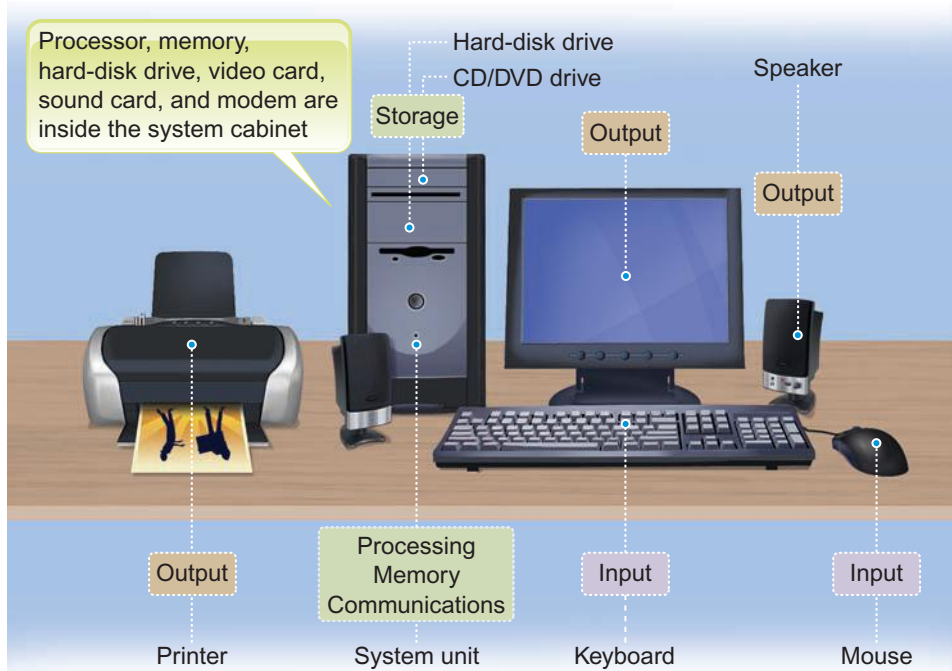 Processor, memory,
hard-disk drive, video card,
sound card, and modem are
inside the system cabinet
Hard-disk drive
CD/DVD drive
Storage
Output
Speaker
Output
Output
Processing
Memory
Communications
Input
Input
Printer
System unit
Keyboard
Mouse